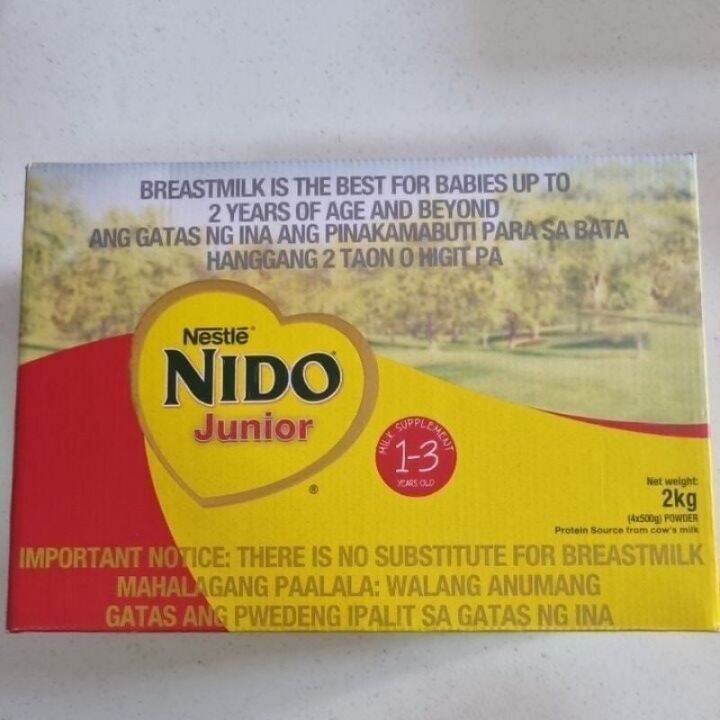 BREASTMILK IS THE BEST FOR BABIES UP TO
2 YEARS OF AGE AND BEYOND
ANG GATAS NG INA ANG PINAKAMABUTI PARA SA BATA
HANGGANG 2 TAON O HIGIT PA
Nestlé®
NIDO®
Junior
®
MILK SUPPLEMENT
1-3
YEARS OLD
Net weight:
2kg
(4x500g) POWDER
Protein Source from cow's milk
IMPORTANT NOTICE: THERE IS NO SUBSTITUTE FOR BREASTMILK
MAHALAGANG PAALALA: WALANG ANUMANG
GATAS ANG PWEDENG IPALIT SA GATAS NG INA